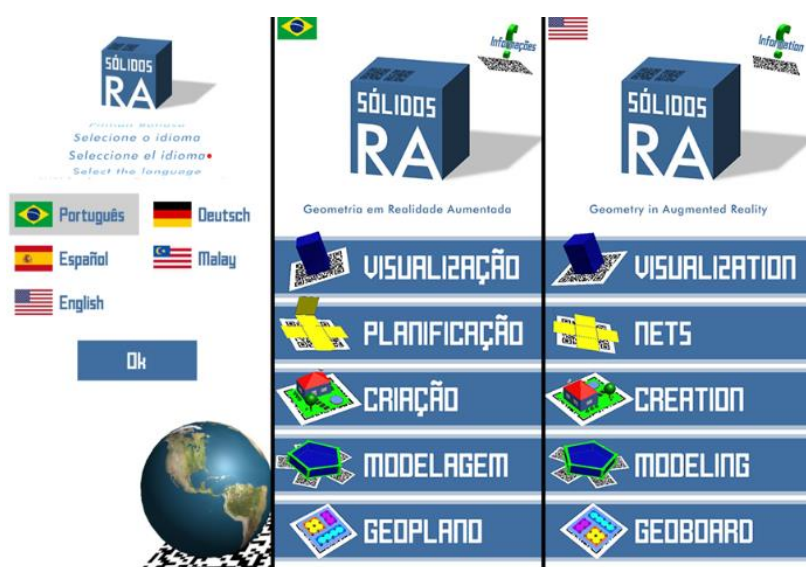 SÓLIDOS
RA
Selecione o idioma
Seleccione el idioma
Select the language
Português
Deutsch
Español
Malay
English
Ok
Informações
SÓLIDOS
RA
Geometria em Realidade Aumentada
VISUALIZAÇÃO
PLANIFICAÇÃO
CRIAÇÃO
MODELAGEM
GEOPLANO
Information
SÓLIDOS
RA
Geometry in Augmented Reality
VISUALIZATION
NETS
CREATION
MODELING
GEOBOARD